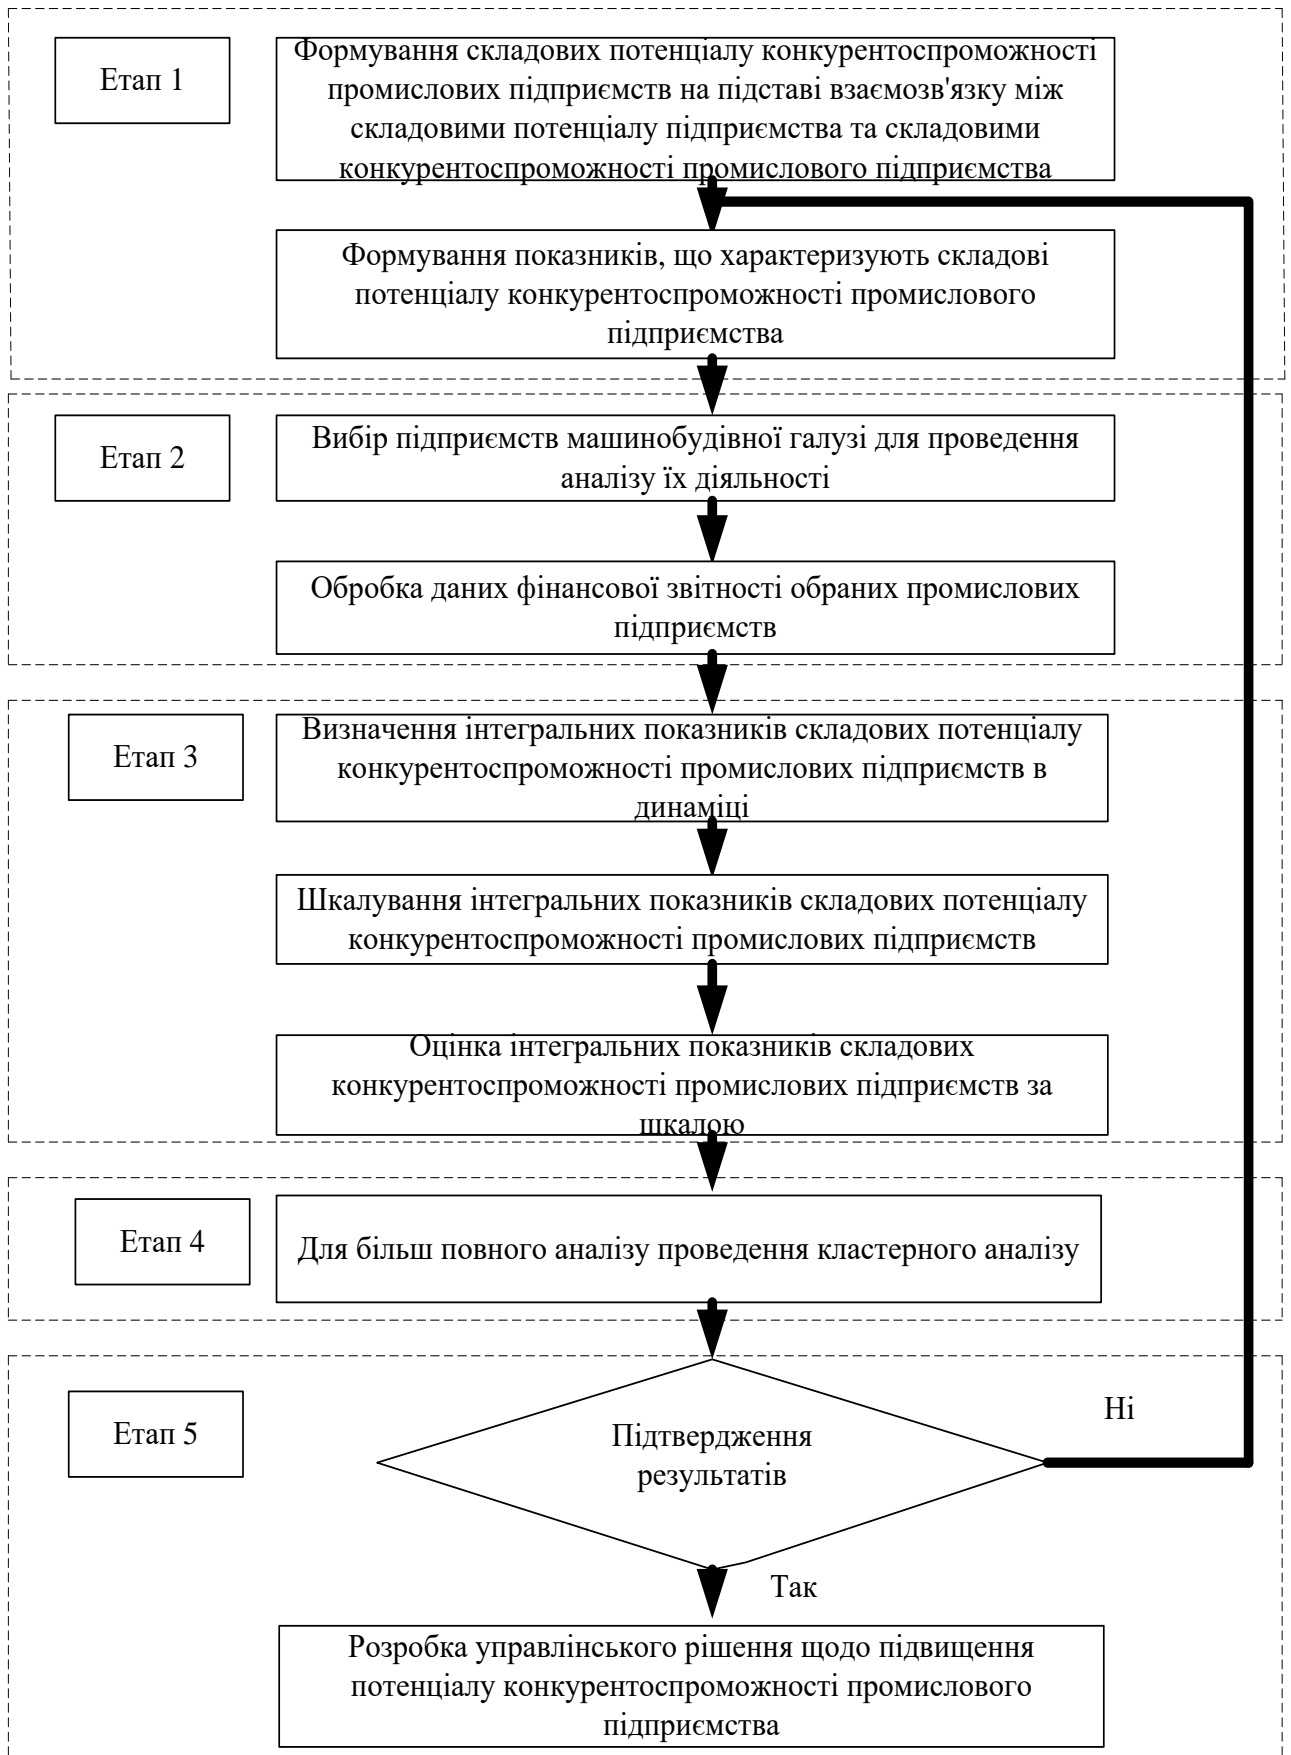 Етап 1
Формування складових потенціалу конкурентоспроможності
промислових підприємств на підставі взаємозв'язку між
складовими потенціалу підприємства та складовими
конкурентоспроможності промислового підприємства
Формування показників, що характеризують складові
потенціалу конкурентоспроможності промислового
підприємства
Етап 2
Вибір підприємств машинобудівної галузі для проведення
аналізу їх діяльності
Обробка даних фінансової звітності обраних промислових
підприємств
Етап 3
Визначення інтегральних показників складових потенціалу
конкурентоспроможності промислових підприємств в
динаміці
Шкалування інтегральних показників складових потенціалу
конкурентоспроможності промислових підприємств
Оцінка інтегральних показників складових
конкурентоспроможності промислових підприємств за
шкалою
Етап 4
Для більш повного аналізу проведення кластерного аналізу
Етап 5
Підтвердження
результатів
Ні
Так
Розробка управлінського рішення щодо підвищення
потенціалу конкурентоспроможності промислового
підприємства